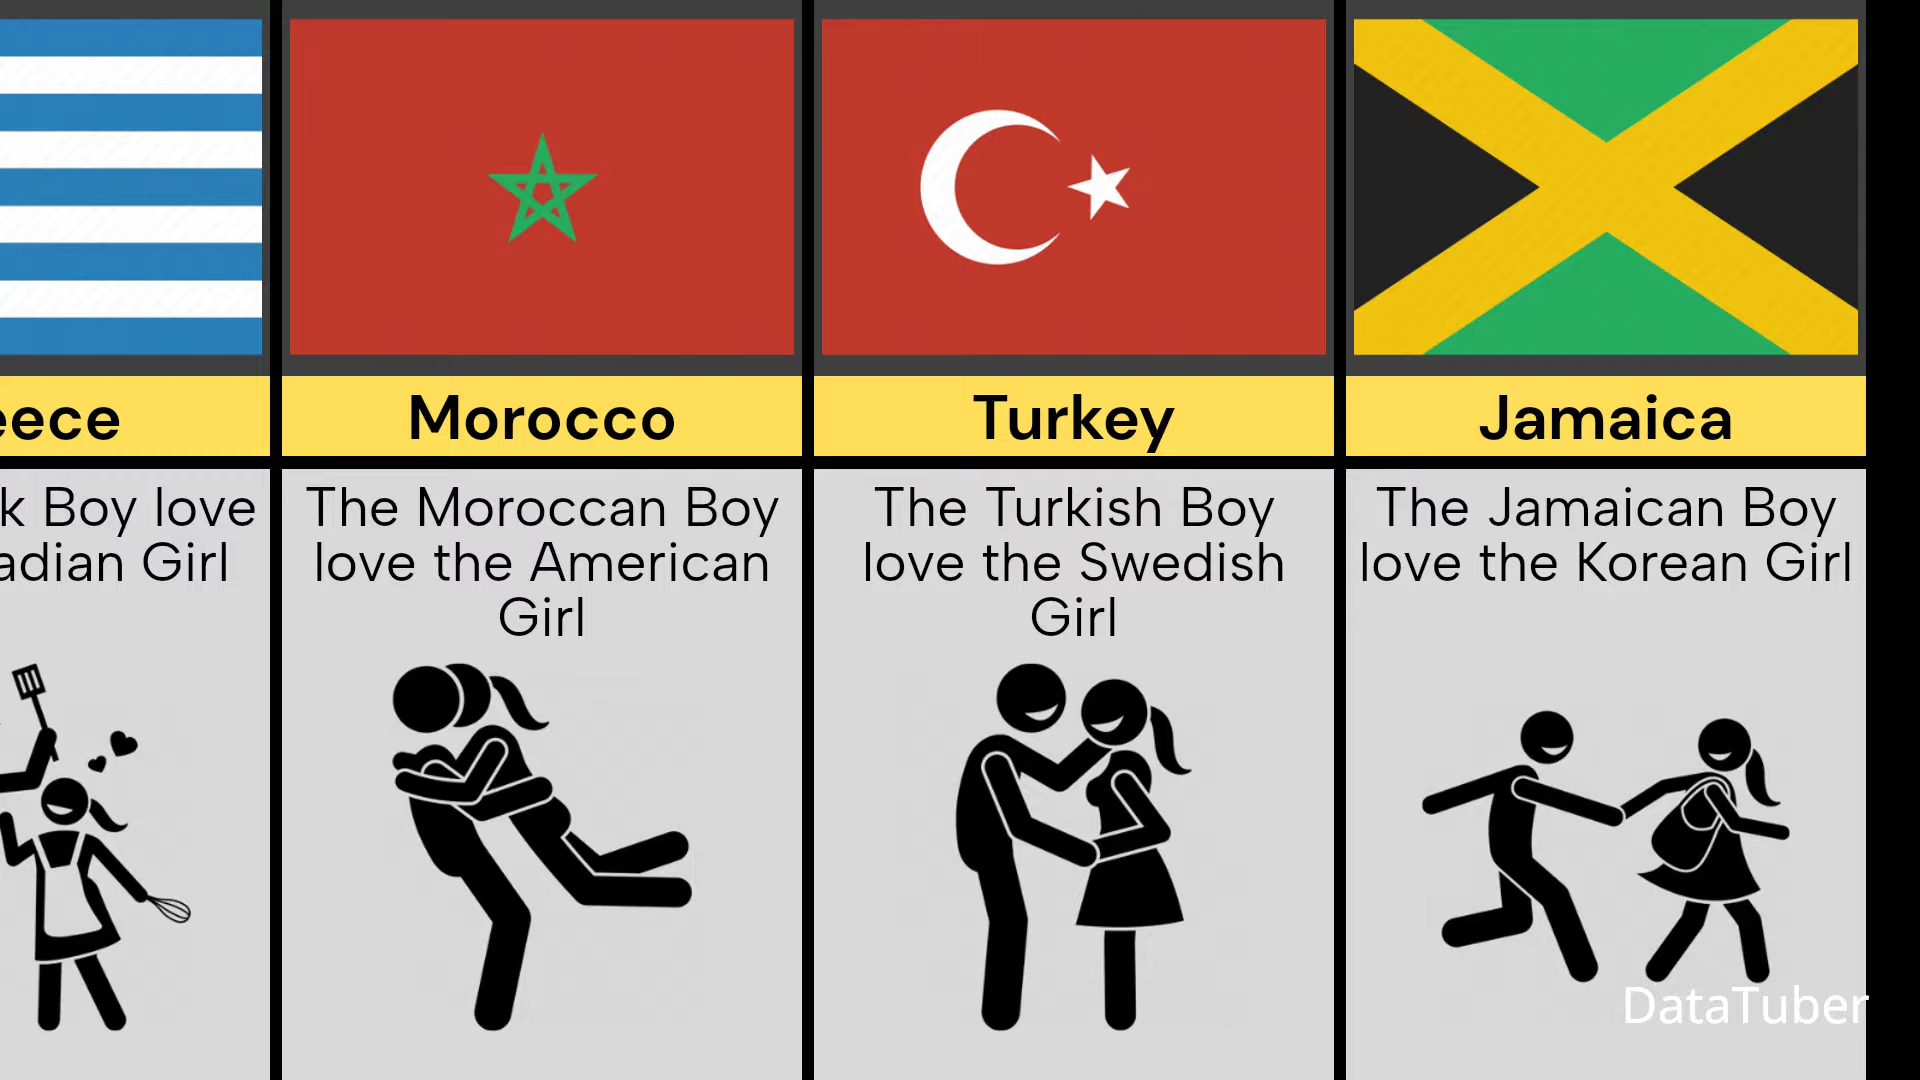 eece
Morocco
Turkey
Jamaica
k Boy love
adian Girl
The Moroccan Boy
love the American
Girl
The Turkish Boy
love the Swedish
Girl
The Jamaican Boy
love the Korean Girl
DataTuber